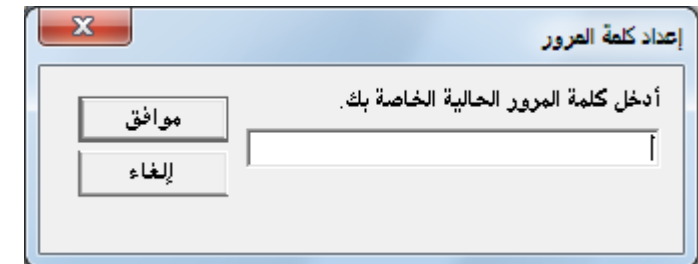 إعداد كلمة المرور
أدخل كلمة المرور الحالية الخاصة بك.
موافق
إلغاء